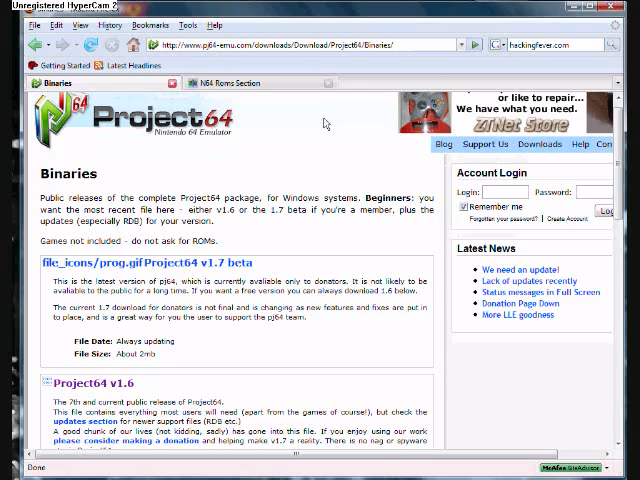 Unregistered HyperCam 2
File Edit View History Bookmarks Tools Help
http://www.pj64-emu.com/downloads/Download/Project64/Binaries/
hackingfever.com
Getting Started Latest Headlines
Binaries
N64 Roms Section
64
Project64
Nintendo 64 Emulator
or like to repair...
We have what you need.
ZTNet Store
Blog Support Us Downloads Help Con
Binaries
Public releases of the complete Project64 package, for Windows systems. Beginners: you
want the most recent file here - either v1.6 or the 1.7 beta if you're a member, plus the
updates (especially RDB) for your version.
Games not included - do not ask for ROMs.
file_icons/prog.gifProject64 v1.7 beta
This is the latest version of pj64, which is currently avaliable only to donators. It is not likely to be
avaliable to the public for a long time. If you want a free version you can always download 1.6 below.
The current 1.7 download for donators is not final and is changing as new features and fixes are put in
to place, and is a great way for you the user to support the pj64 team.
File Date: Always updating
File Size: About 2mb
Project64 v1.6
The 7th and current public release of Project64.
This file contains everything most users will need (apart from the games of course!), but check the
updates section for newer support files (RDB etc.)
A good chunk of our lives (not kidding, sadly) has gone into this file. If you enjoy using our work
please consider making a donation and helping make v1.7 a reality. There is no nag or spyware
Account Login
Login: Password:
Remember me
Forgotten your password? Create Account
Log
Latest News
We need an update!
Lack of updates recently
Status messages in Full Screen
Donation Page Down
More LLE goodness
Done
McAfee SiteAdvisor